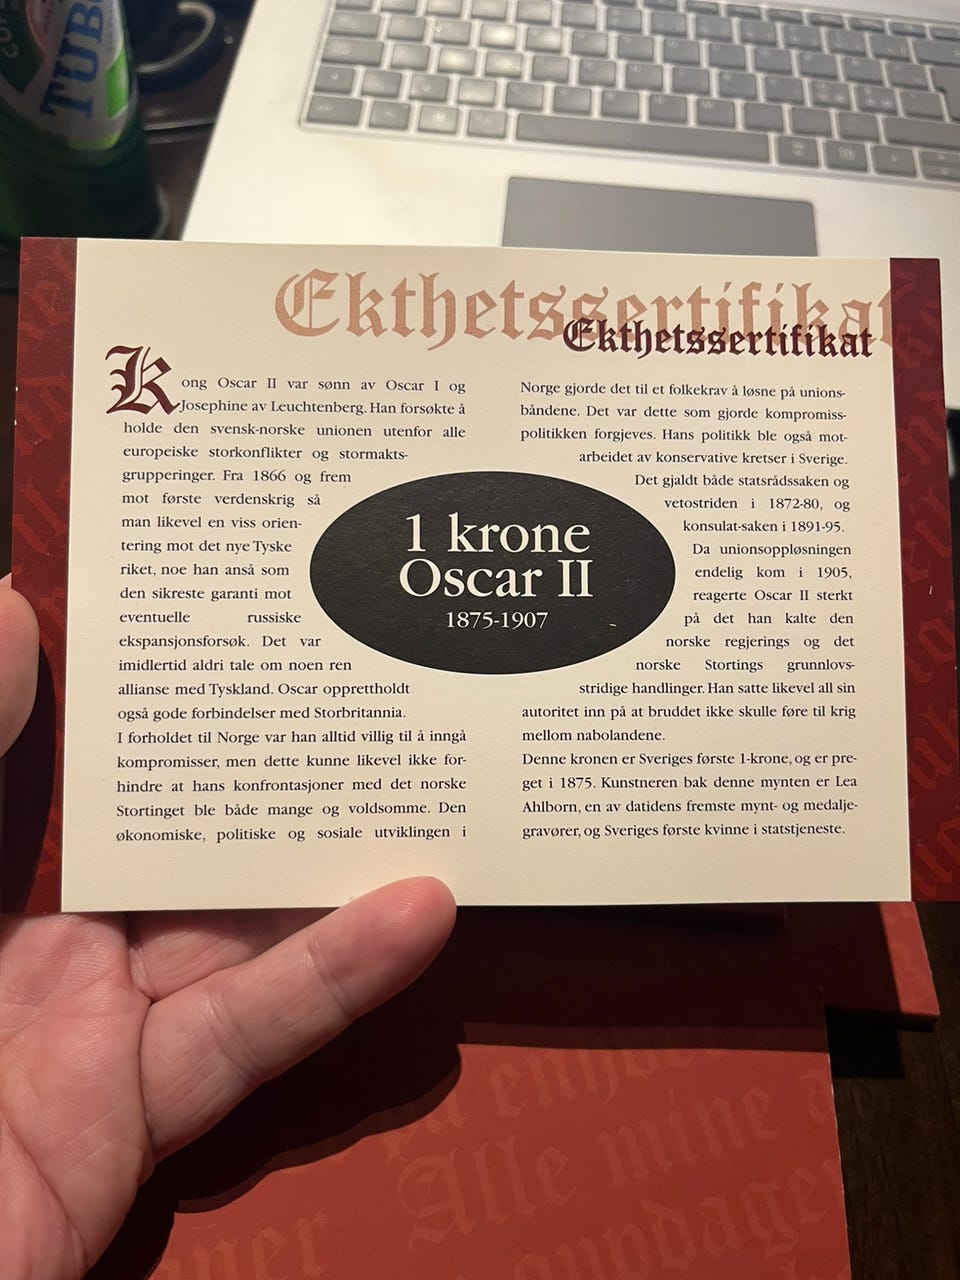 TUB
Ekthetssertifikat
Ekthetssertifikat
Kong Oscar II var sønn av Oscar I og
Josephine av Leuchtenberg. Han forsøkte å
holde den svensk-norske unionen utenfor alle
europeiske storkonflikter og stormakts-
grupperinger. Fra 1866 og frem
mot første verdenskrig så
man likevel en viss orien-
tering mot det nye Tyske
riket, noe han anså som
den sikreste garanti mot
eventuelle russiske
ekspansjonsforsøk. Det var
imidlertid aldri tale om noen ren
allianse med Tyskland. Oscar opprettholdt
også gode forbindelser med Storbritannia.
I forholdet til Norge var han alltid villig til å inngå
kompromisser, men dette kunne likevel ikke for-
hindre at hans konfrontasjoner med det norske
Stortinget ble både mange og voldsomme. Den
økonomiske, politiske og sosiale utviklingen i
1 krone
Oscar II
1875-1907
Norge gjorde det til et folkekrav å løsne på unions-
båndene. Det var dette som gjorde kompromiss-
politikken forgjeves. Hans politikk ble også mot-
arbeidet av konservative kretser i Sverige.
Det gjaldt både statsrådssaken og
vetostriden i 1872-80, og
konsulat-saken i 1891-95.
Da unionsoppløsningen
endelig kom i 1905,
reagerte Oscar II sterkt
på det han kalte den
norske regjerings og det
norske Stortings grunnlovs-
stridige handlinger. Han satte likevel all sin
autoritet inn på at bruddet ikke skulle føre til krig
mellom nabolandene.
Denne kronen er Sveriges første 1-krone, og er pre-
get i 1875. Kunstneren bak denne mynten er Lea
Ahlborn, en av datidens fremste mynt- og medalje-
gravører, og Sveriges første kvinne i statstjeneste.
Alle mine